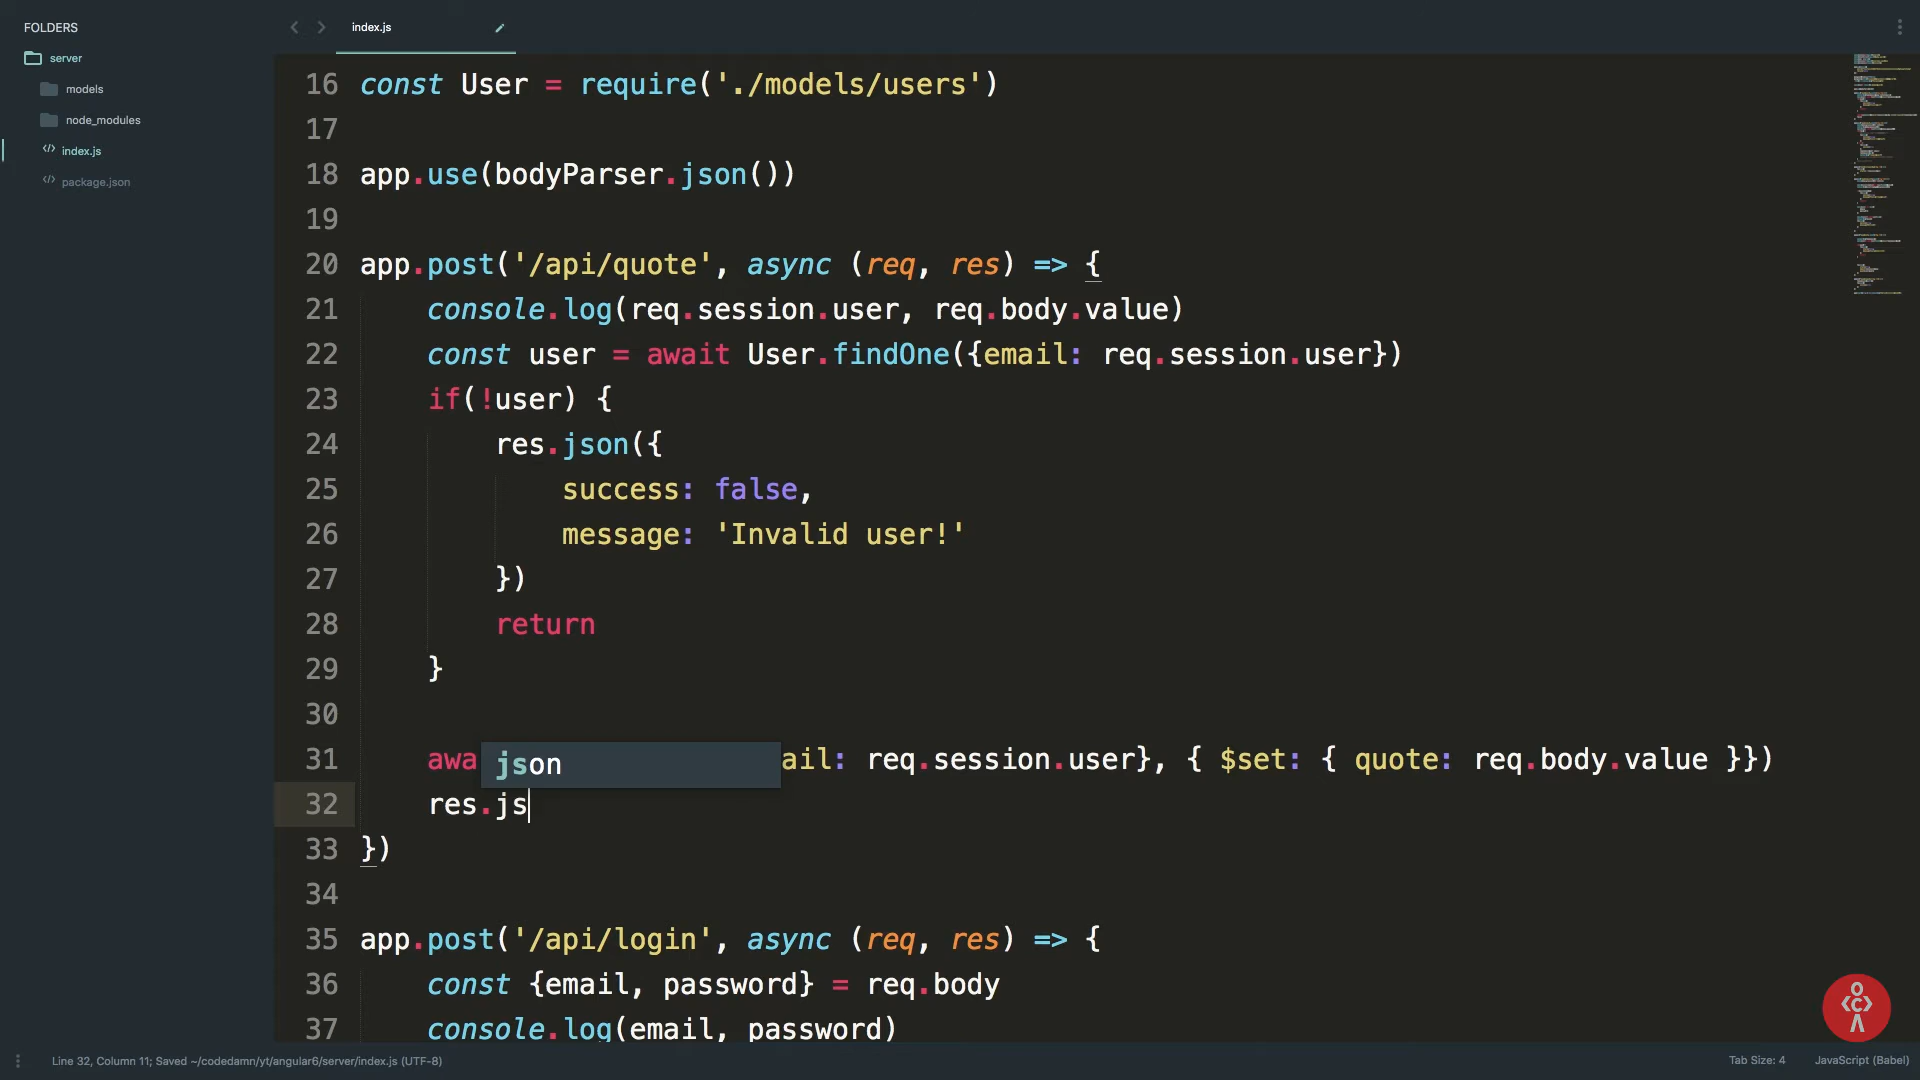 FOLDERS
server
models
node_modules
index.js
package.json
index.js
16 const User = require('./models/users')
17
18 app.use(bodyParser.json())
19
20 app.post('/api/quote', async (req, res) => {
21 console.log(req.session.user, req.body.value)
22 const user = await User.findOne({email: req.session.user})
23 if(!user) {
24 res.json({
25 success: false,
26 message: 'Invalid user!'
27 })
28 return
29 }
30
31 awa json ail: req.session.user}, { $set: { quote: req.body.value }})
32 res.js
33 })
34
35 app.post('/api/login', async (req, res) => {
36 const {email, password} = req.body
37 console.log(email, password)
Line 32, Column 11; Saved ~/codedamn/yt/angular6/server/index.js (UTF-8)
Tab Size: 4
JavaScript (Babel)